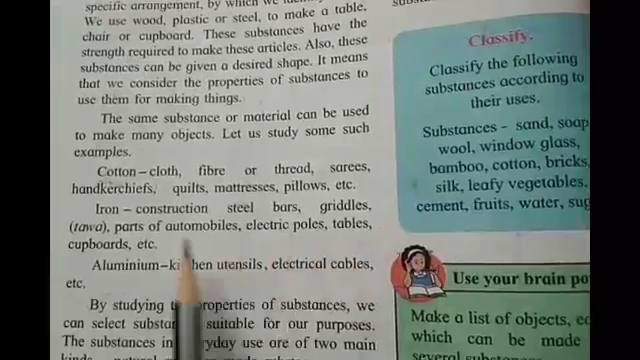 specific arrangement, by which we
We use wood, plastic or steel, to make a table,
chair or cupboard. These substances have the
strength required to make these articles. Also, these
substances can be given a desired shape. It means
that we consider the properties of substances to
use them for making things.
The same substance or material can be used
to make many objects. Let us study some such
examples.
Cotton – cloth, fibre or thread, sarees,
handkerchiefs, quilts, mattresses, pillows, etc.
Iron – construction steel bars, griddles,
(tawa), parts of automobiles, electric poles, tables,
cupboards, etc.
Aluminium – utensils, electrical cables,
etc.
By studying properties of substances, we
can select suitable for our purposes.
The substances in use are of two main
Classify.
Classify the following
substances according to
their uses.
Substances - sand, soap
wool, window glass,
bamboo, cotton, bricks,
silk, leafy vegetables,
cement, fruits, water,
Use your brain
Make a list of objects,
which can be made
several